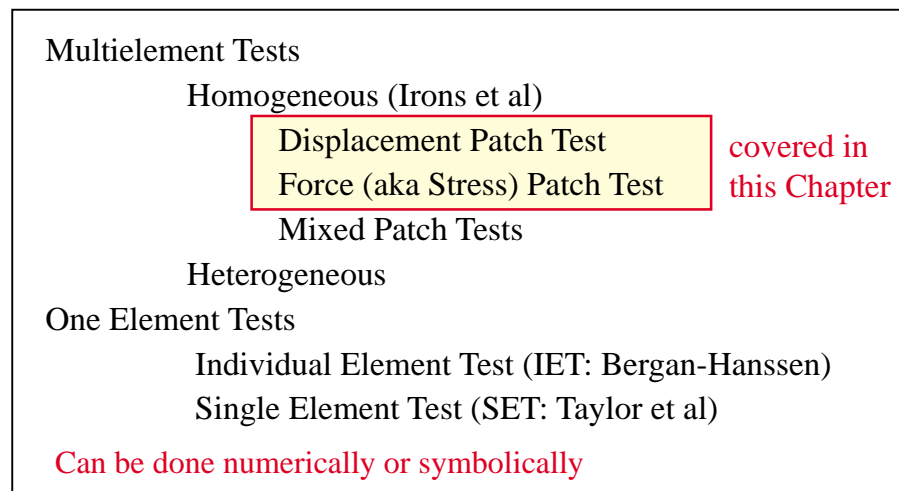 Multielement Tests
Homogeneous (Irons et al)
Displacement Patch Test
Force (aka Stress) Patch Test
covered in
this Chapter
Mixed Patch Tests
Heterogeneous
One Element Tests
Individual Element Test (IET: Bergan-Hanssen)
Single Element Test (SET: Taylor et al)
Can be done numerically or symbolically